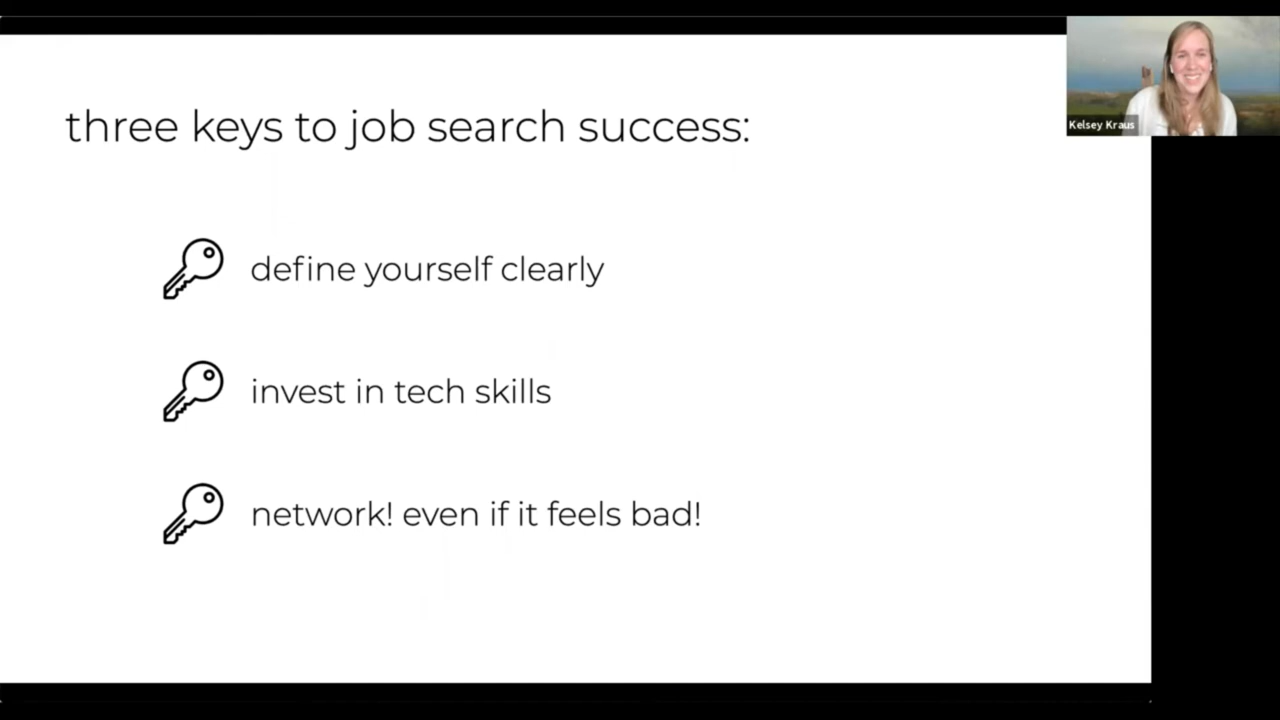 three keys to job search success:
Kelsey Kraus
define yourself clearly
invest in tech skills
network! even if it feels bad!